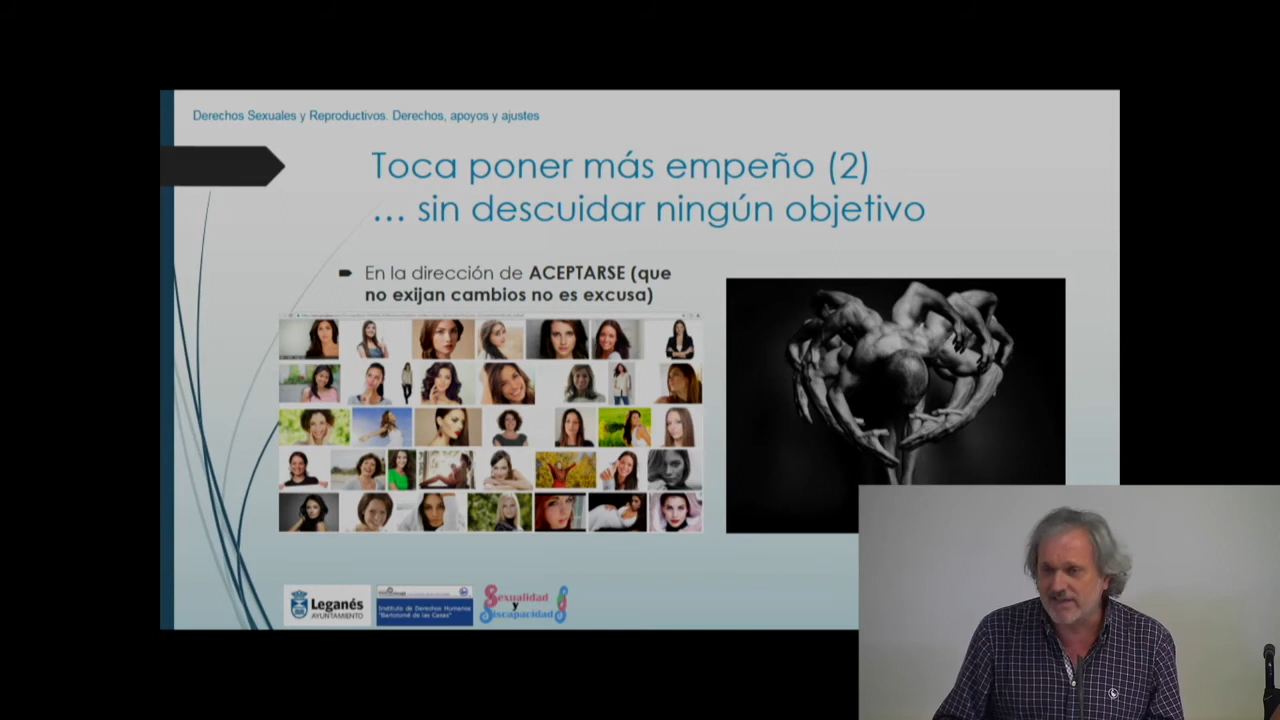 Derechos Sexuales y Reproductivos. Derechos, apoyos y ajustes
Toca poner más empeño (2)
... sin descuidar ningún objetivo
En la dirección de ACEPTARSE (que
no exijan cambios no es excusa)
Leganés
AYUNTAMIENTO
Instituto de Derechos Humanos
"Bartolomé de las Casas"
Sexualidad
y
Discapacidad